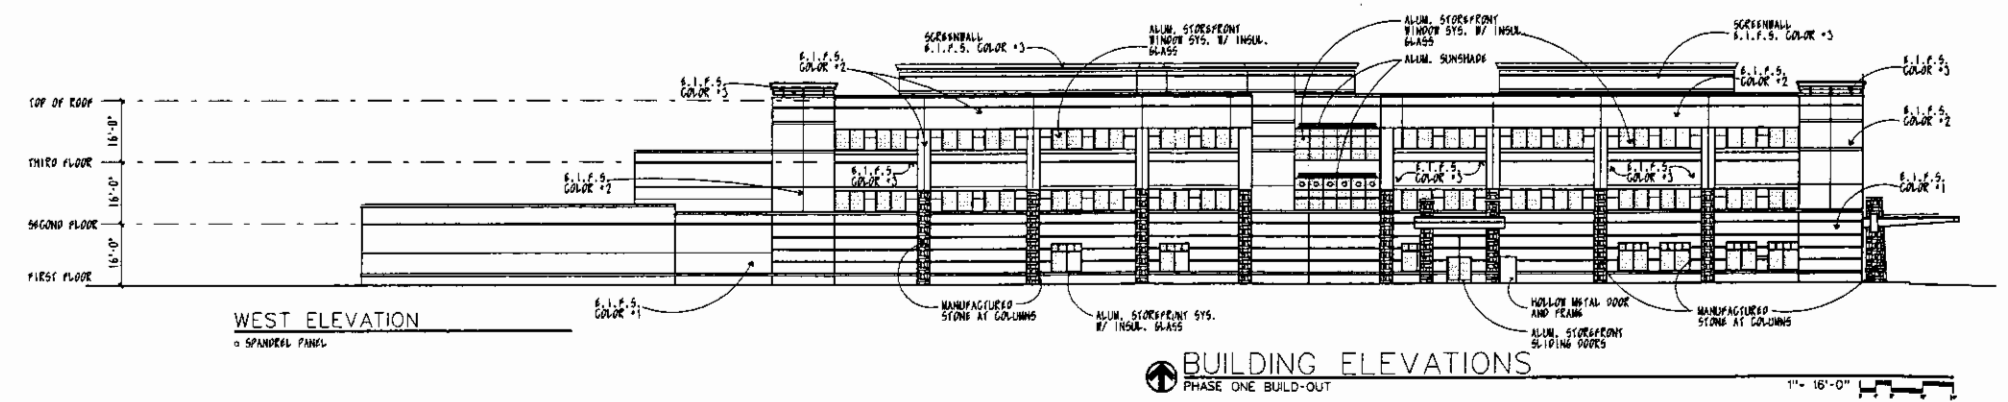 ALUM. STOREFRONT
WINDOW SYS. W/ INSUL.
GLASS
SCREENWALL
E.I.F.S. COLOR #3
ALUM. STOREFRONT
WINDOW SYS. W/ INSUL.
GLASS
SCREENWALL
E.I.F.S. COLOR #3
ALUM. SUNSHADE
E.I.F.S.
COLOR #2
E.I.F.S.
COLOR #3
E.I.F.S.
COLOR #2
E.I.F.S.
COLOR #3
TOP OF ROOF
16'-0"
E.I.F.S.
COLOR #2
THIRD FLOOR
16'-0"
E.I.F.S.
COLOR #2
E.I.F.S.
COLOR #3
E.I.F.S.
COLOR #3
E.I.F.S.
COLOR #3
E.I.F.S.
COLOR #1
SECOND FLOOR
16'-0"
FIRST FLOOR
E.I.F.S.
COLOR #1
MANUFACTURED
STONE AT COLUMNS
ALUM. STOREFRONT SYS.
W/ INSUL. GLASS
HOLLOW METAL DOOR
AND FRAME
ALUM. STOREFRONT
SLIDING DOORS
MANUFACTURED
STONE AT COLUMNS
WEST ELEVATION
SPANDREL PANEL
BUILDING ELEVATIONS
PHASE ONE BUILD-OUT
1"= 16'-0"